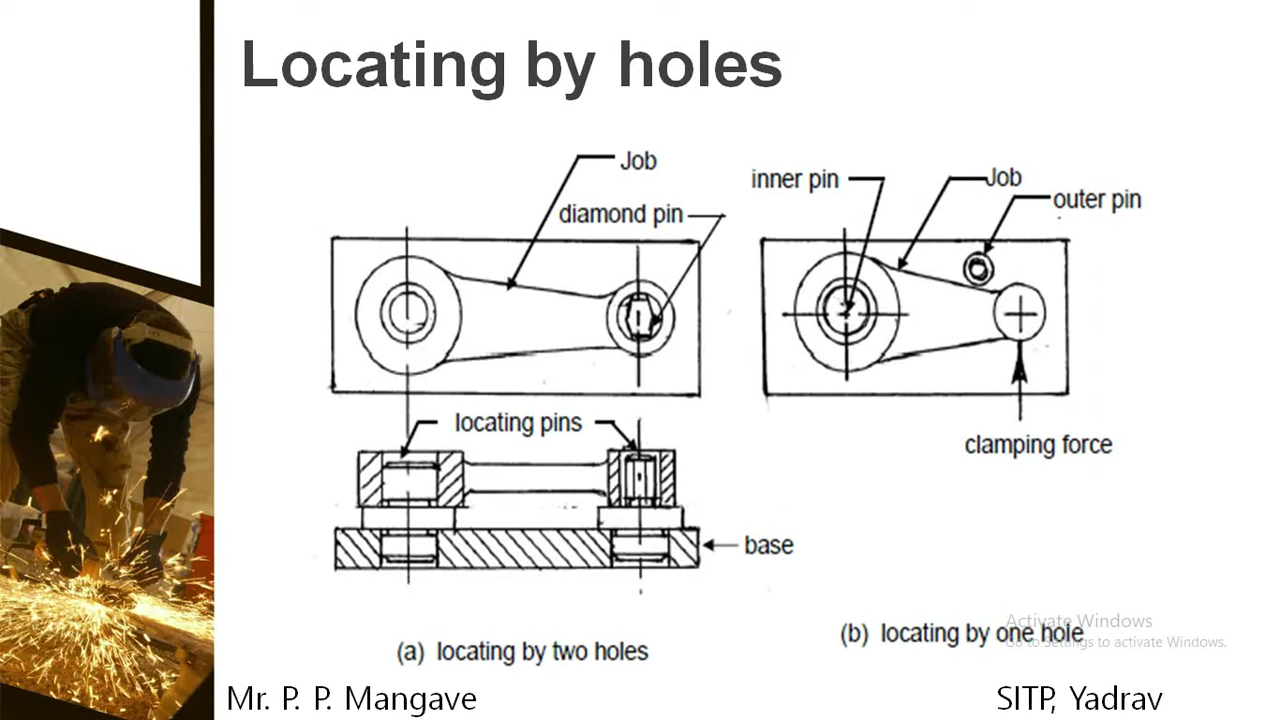 Locating by holes
Job
diamond pin
inner pin
Job
outer pin
locating pins
clamping force
base
(a) locating by two holes
(b) locating by one hole
Activate Windows
Go to Settings to activate Windows.
Mr. P. P. Mangave
SITP, Yadrav